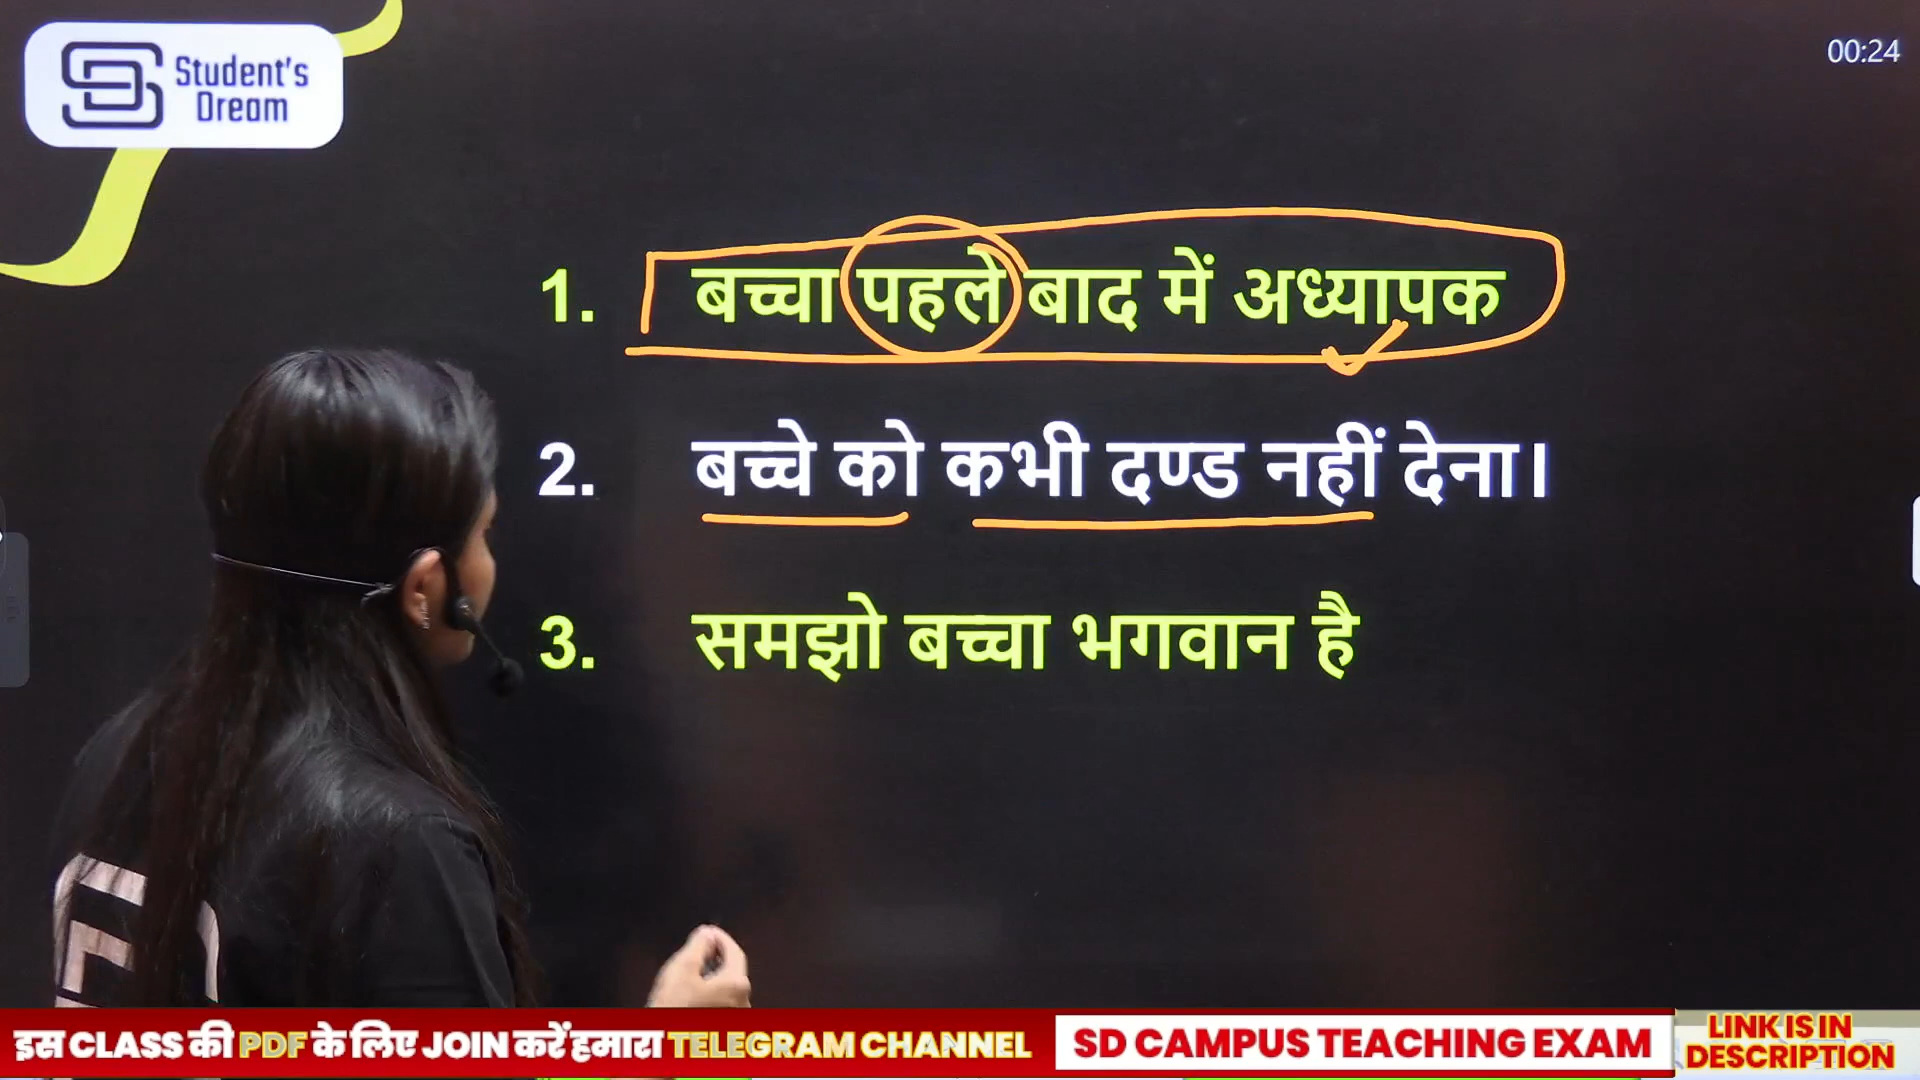 Student's
Dream
00:24
1. बच्चा पहले बाद में अध्यापक
2. बच्चे को कभी दण्ड नहीं देना।
3. समझो बच्चा भगवान है
इस CLASS की PDF के लिए JOIN करें हमारा TELEGRAM CHANNEL
SD CAMPUS TEACHING EXAM
LINK IS IN
DESCRIPTION